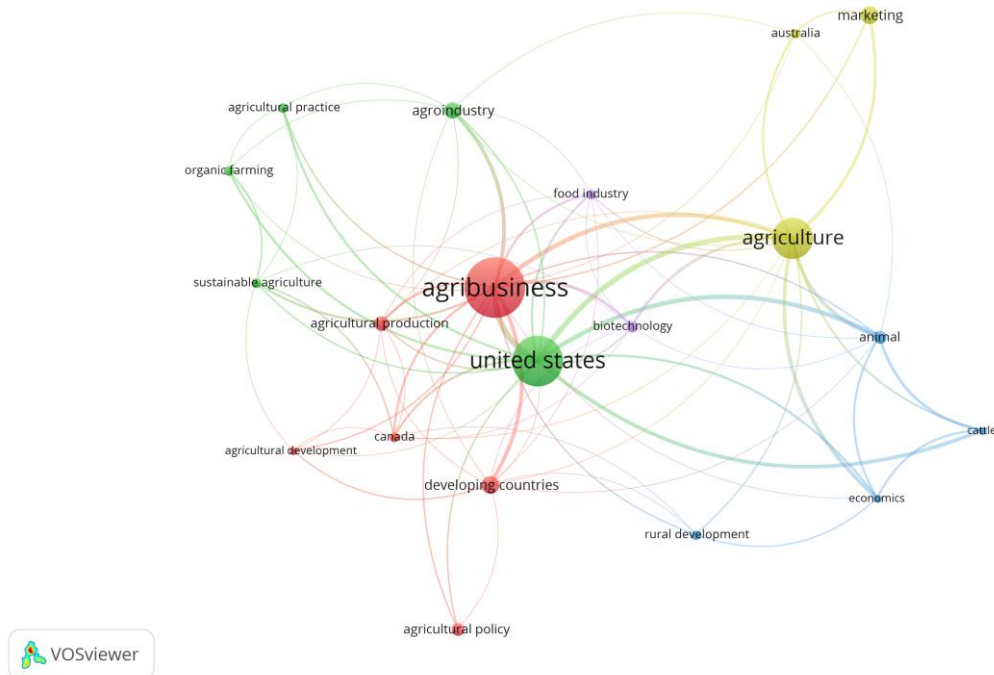 marketing
australia
agricultural practice
agroindustry
organic farming
food industry
agriculture
sustainable agriculture
agribusiness
agricultural production
biotechnology
animal
united states
cattle
canada
agricultural development
developing countries
economics
rural development
agricultural policy
VOSviewer